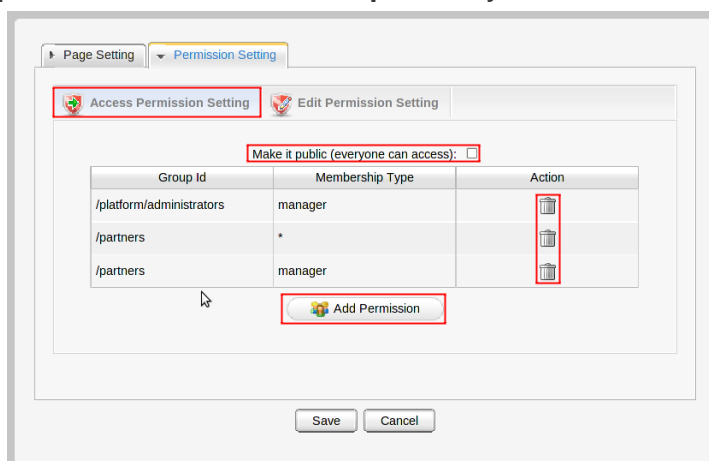 Page Setting Permission Setting
Access Permission Setting Edit Permission Setting
Make it public (everyone can access):
Group Id Membership Type Action
/platform/administrators manager
/partners *
/partners manager
Add Permission
Save Cancel